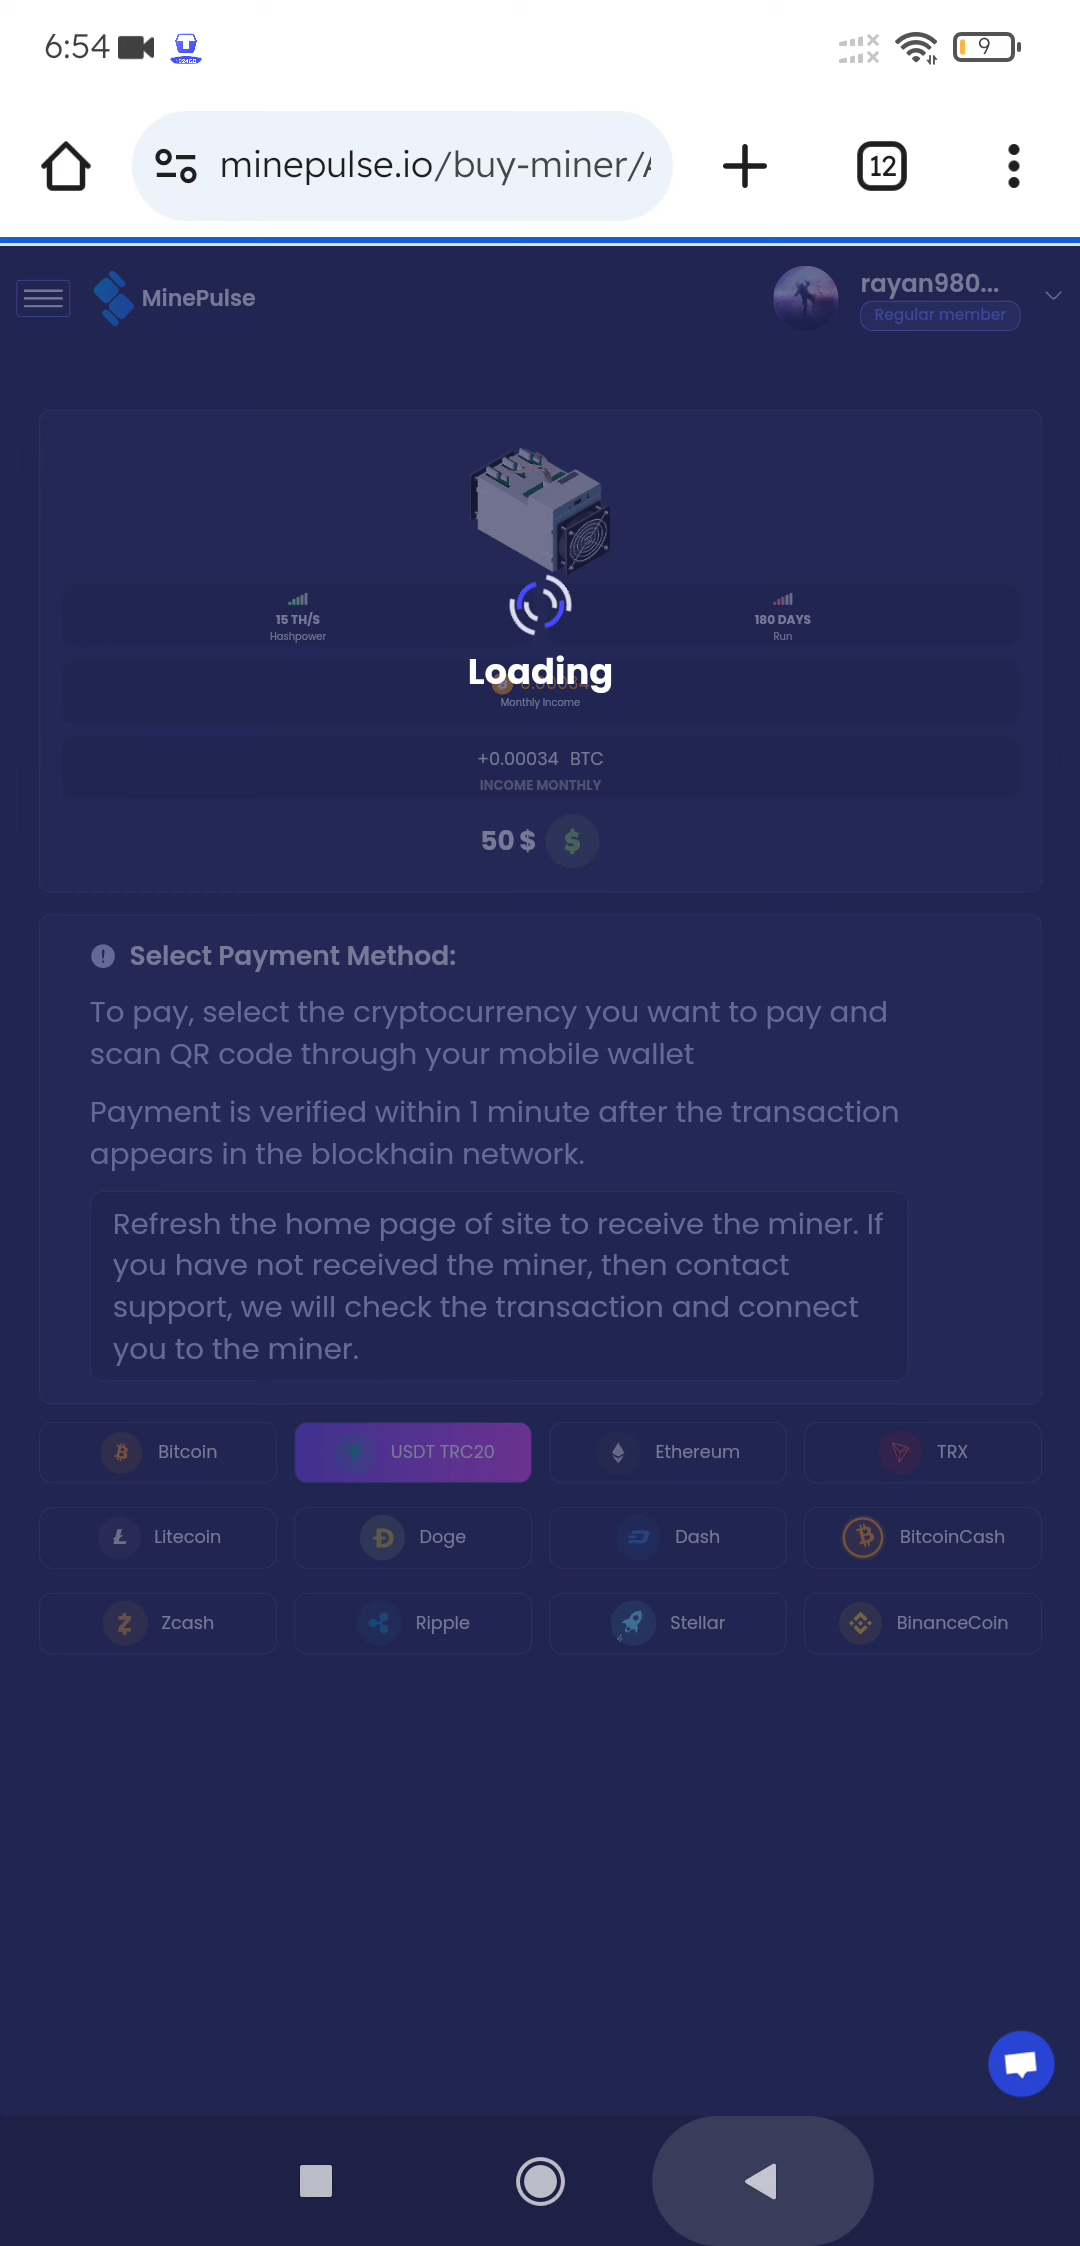 6:54
9
minepulse.io/buy-miner/
12
MinePulse
rayan980...
Regular member
15 TH/S
Hashpower
180 DAYS
Run
Loading
Monthly Income
+0.00034 BTC
INCOME MONTHLY
50 $
Select Payment Method:
To pay, select the cryptocurrency you want to pay and
scan QR code through your mobile wallet
Payment is verified within 1 minute after the transaction
appears in the blockhain network.
Refresh the home page of site to receive the miner. If
you have not received the miner, then contact
support, we will check the transaction and connect
you to the miner.
Bitcoin
USDT TRC20
Ethereum
TRX
Litecoin
Doge
Dash
BitcoinCash
Zcash
Ripple
Stellar
BinanceCoin